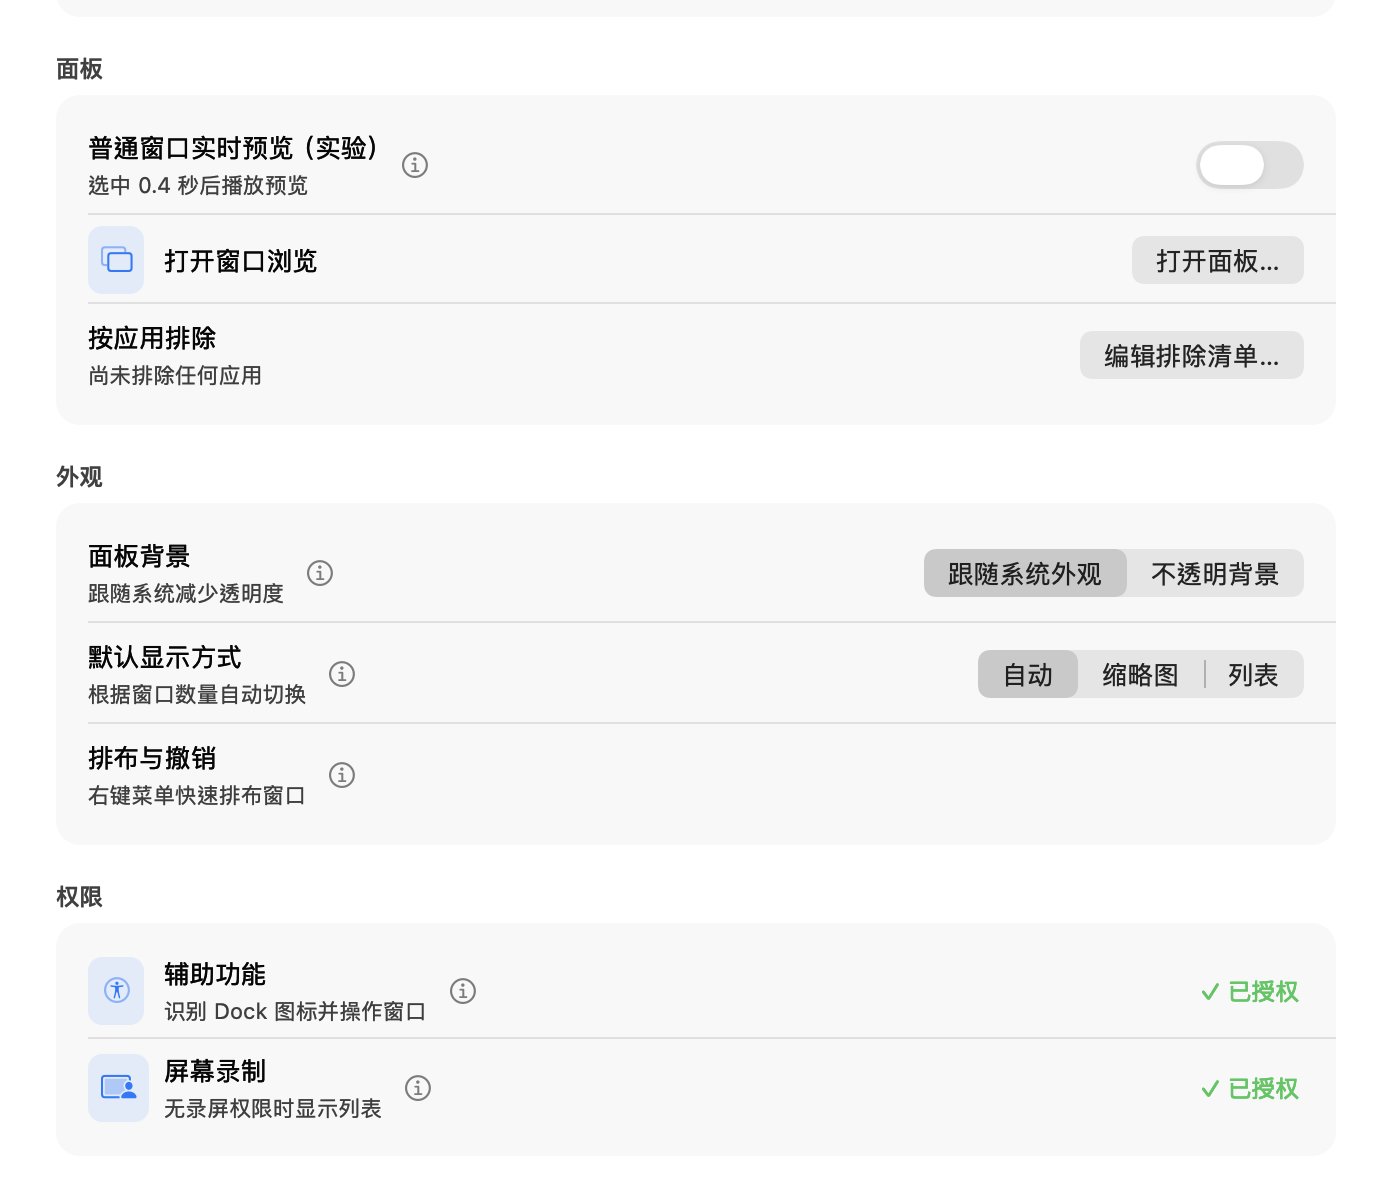 面板
普通窗口实时预览（实验）
选中 0.4 秒后播放预览
打开窗口浏览
打开面板...
按应用排除
尚未排除任何应用
编辑排除清单...
外观
面板背景
跟随系统减少透明度
跟随系统外观
不透明背景
默认显示方式
根据窗口数量自动切换
自动
缩略图
列表
排布与撤销
右键菜单快速排布窗口
权限
辅助功能
识别 Dock 图标并操作窗口
✓ 已授权
屏幕录制
无录屏权限时显示列表
✓ 已授权